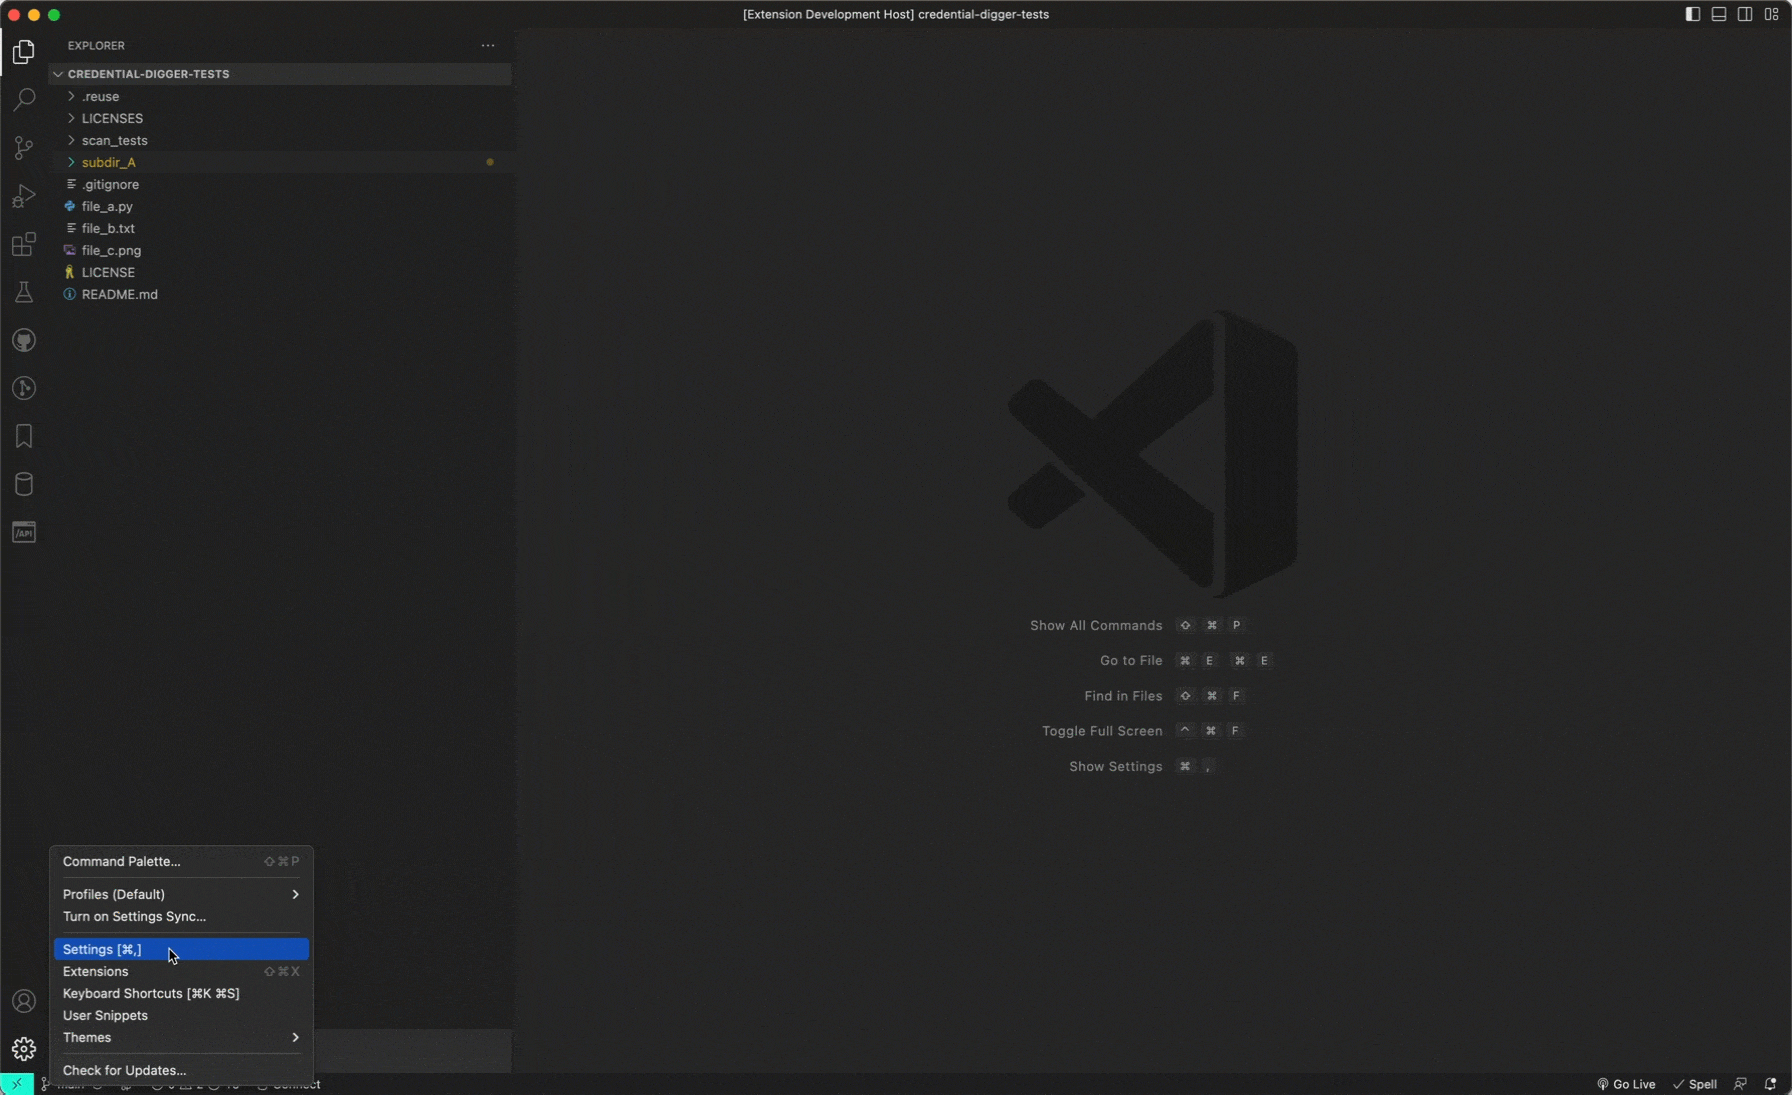 [Extension Development Host] credential-digger-tests
EXPLORER
CREDENTIAL-DIGGER-TESTS
.reuse
LICENSES
scan_tests
subdir_A
.gitignore
file_a.py
file_b.txt
file_c.png
LICENSE
README.md
/API
Show All Commands ⇧ ⌘ P
Go to File ⌘ E ⌘ E
Find in Files ⇧ ⌘ F
Toggle Full Screen ^ ⌘ F
Show Settings ⌘ ,
Command Palette... ⇧⌘P
Profiles (Default)
Turn on Settings Sync...
Settings [⌘,]
Extensions ⇧⌘X
Keyboard Shortcuts [⌘K ⌘S]
User Snippets
Themes
Check for Updates...
main Connect
Go Live Spell